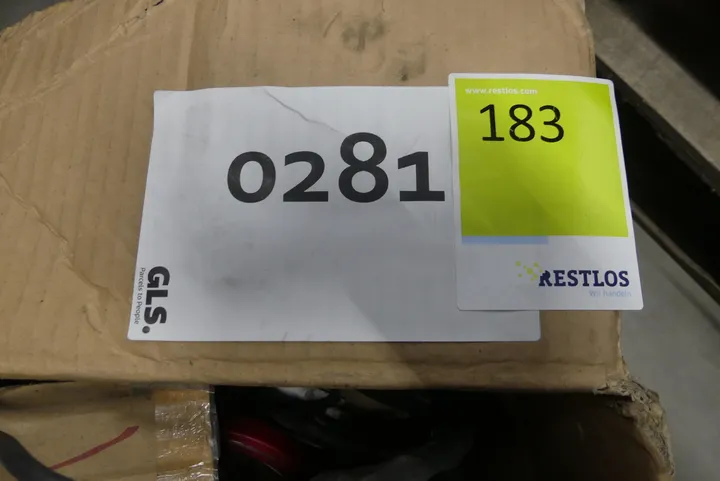 0281
GLS.
Parcels to People
www.restlos.com
183
RESTLOS
Wir handeln